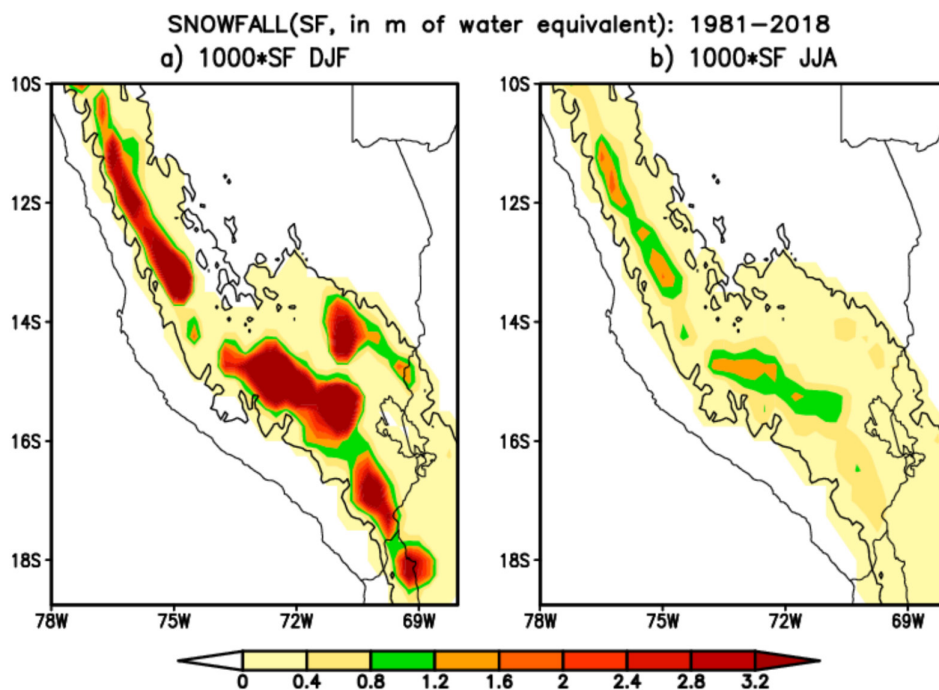 SNOWFALL(SF, in m of water equivalent): 1981−2018
a) 1000*SF DJF
b) 1000*SF JJA
10S
12S
14S
16S
18S
78W 75W 72W 69W
10S
12S
14S
16S
18S
78W 75W 72W 69W
0 0.4 0.8 1.2 1.6 2 2.4 2.8 3.2